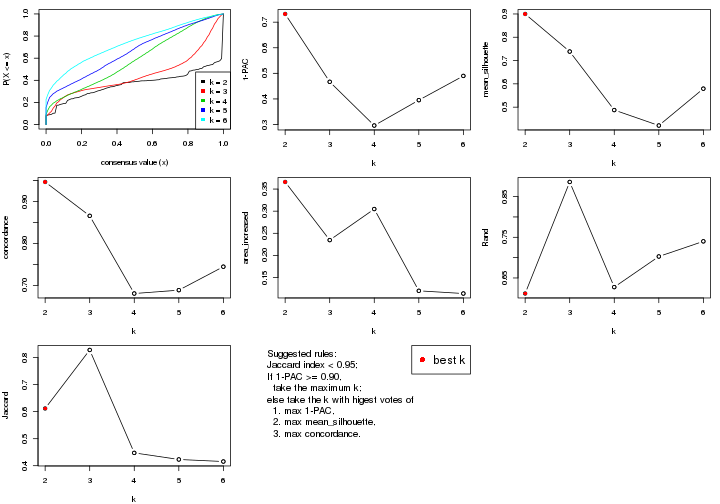 P(X <= x)
1.0
0.8
0.6
0.4
0.2
0.0
k = 2
k = 3
k = 4
k = 5
k = 6
0.0 0.2 0.4 0.6 0.8 1.0
consensus value (x)
1-PAC
0.7
0.5
0.4
0.3
2 3 4 5 6
k
mean_silhouette
0.9
0.8
0.7
0.5
2 3 4 5 6
k
concordance
0.90
0.80
0.70
2 3 4 5 6
k
area_increased
0.35
0.30
0.25
0.15
2 3 4 5 6
k
Rand
0.85
0.75
0.65
2 3 4 5 6
k
Jaccard
0.8
0.7
0.6
0.5
0.4
2 3 4 5 6
k
Suggested rules:
Jaccard index < 0.95;
If 1-PAC >= 0.90,
take the maximum k;
else take the k with higest votes of
1. max 1-PAC,
2. max mean_silhouette,
3. max concordance.
best k